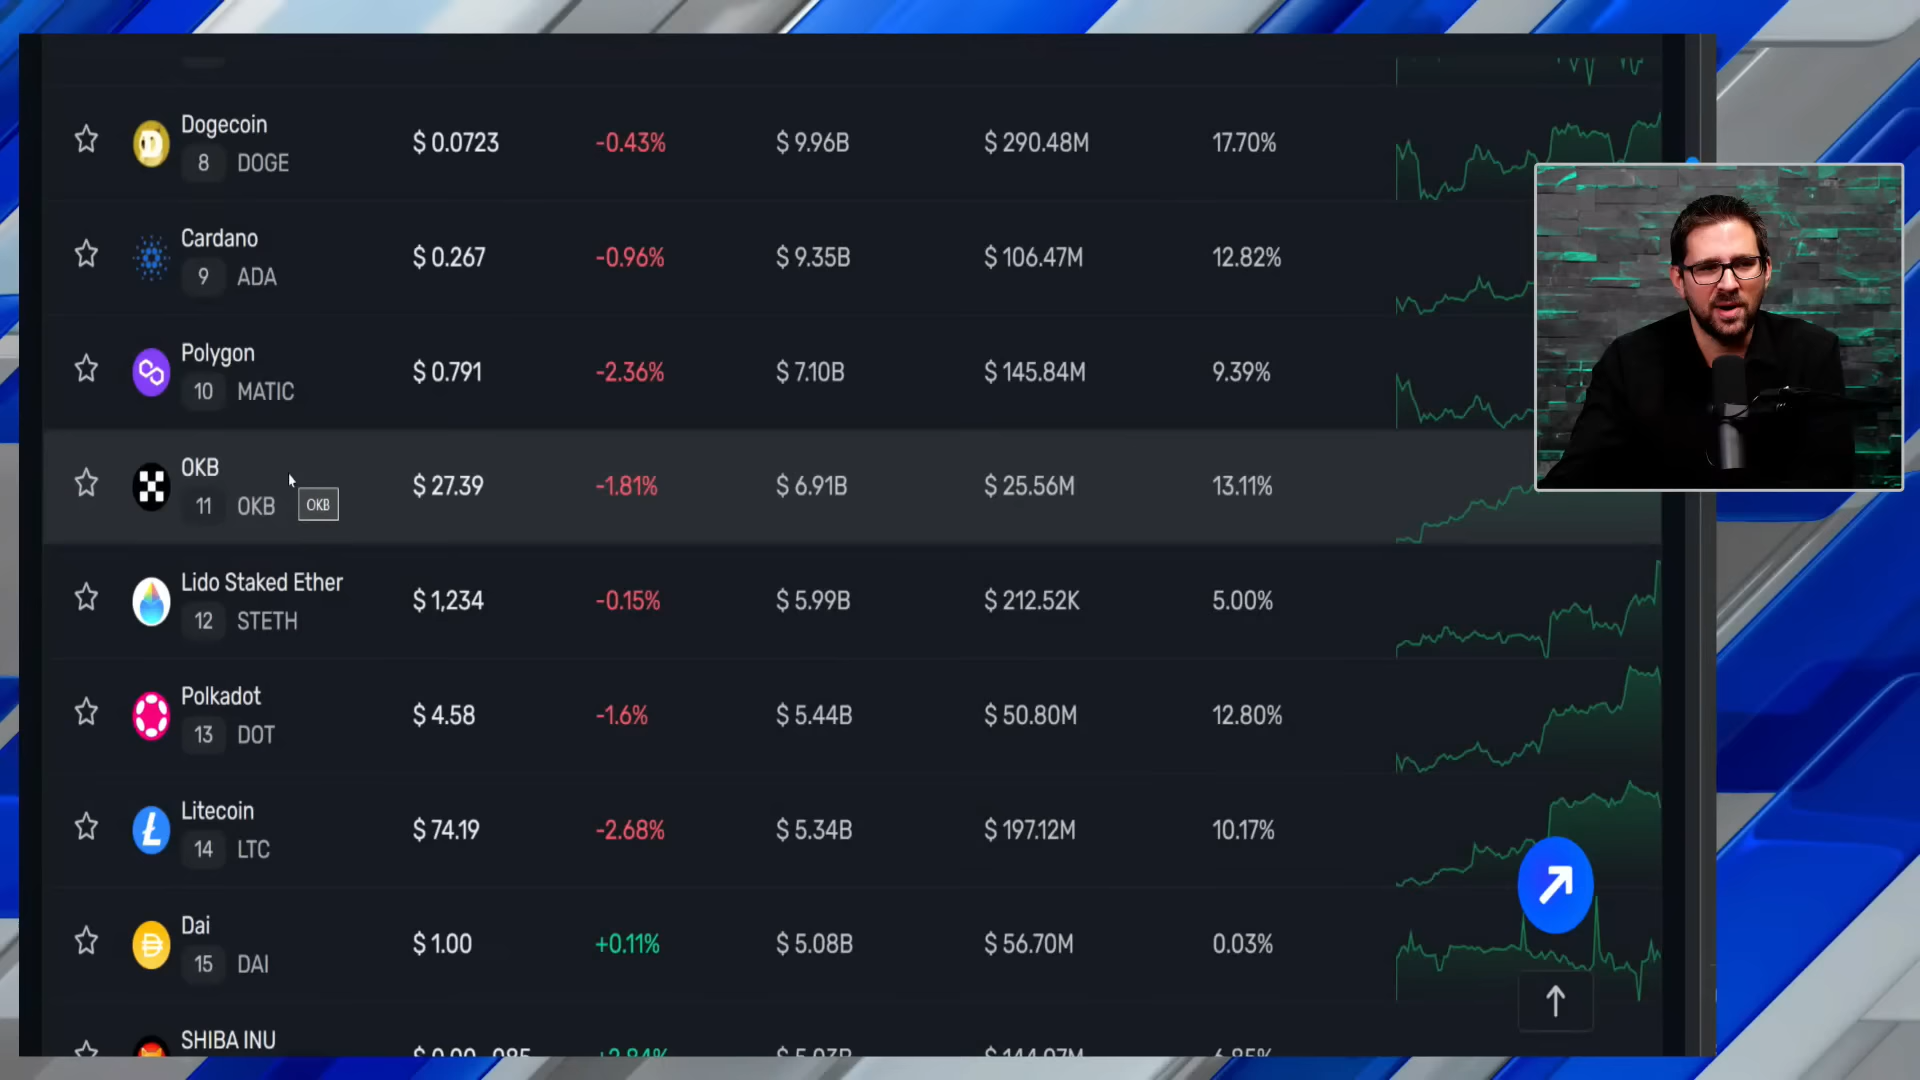 Dogecoin
8 DOGE
$ 0.0723
-0.43%
$ 9.96B
$ 290.48M
17.70%
Cardano
9 ADA
$ 0.267
-0.96%
$ 9.35B
$ 106.47M
12.82%
Polygon
10 MATIC
$ 0.791
-2.36%
$ 7.10B
$ 145.84M
9.39%
OKB
11 OKB
OKB
$ 27.39
-1.81%
$ 6.91B
$ 25.56M
13.11%
Lido Staked Ether
12 STETH
$ 1,234
-0.15%
$ 5.99B
$ 212.52K
5.00%
Polkadot
13 DOT
$ 4.58
-1.6%
$ 5.44B
$ 50.80M
12.80%
Litecoin
14 LTC
$ 74.19
-2.68%
$ 5.34B
$ 197.12M
10.17%
Dai
15 DAI
$ 1.00
+0.11%
$ 5.08B
$ 56.70M
0.03%
SHIBA INU